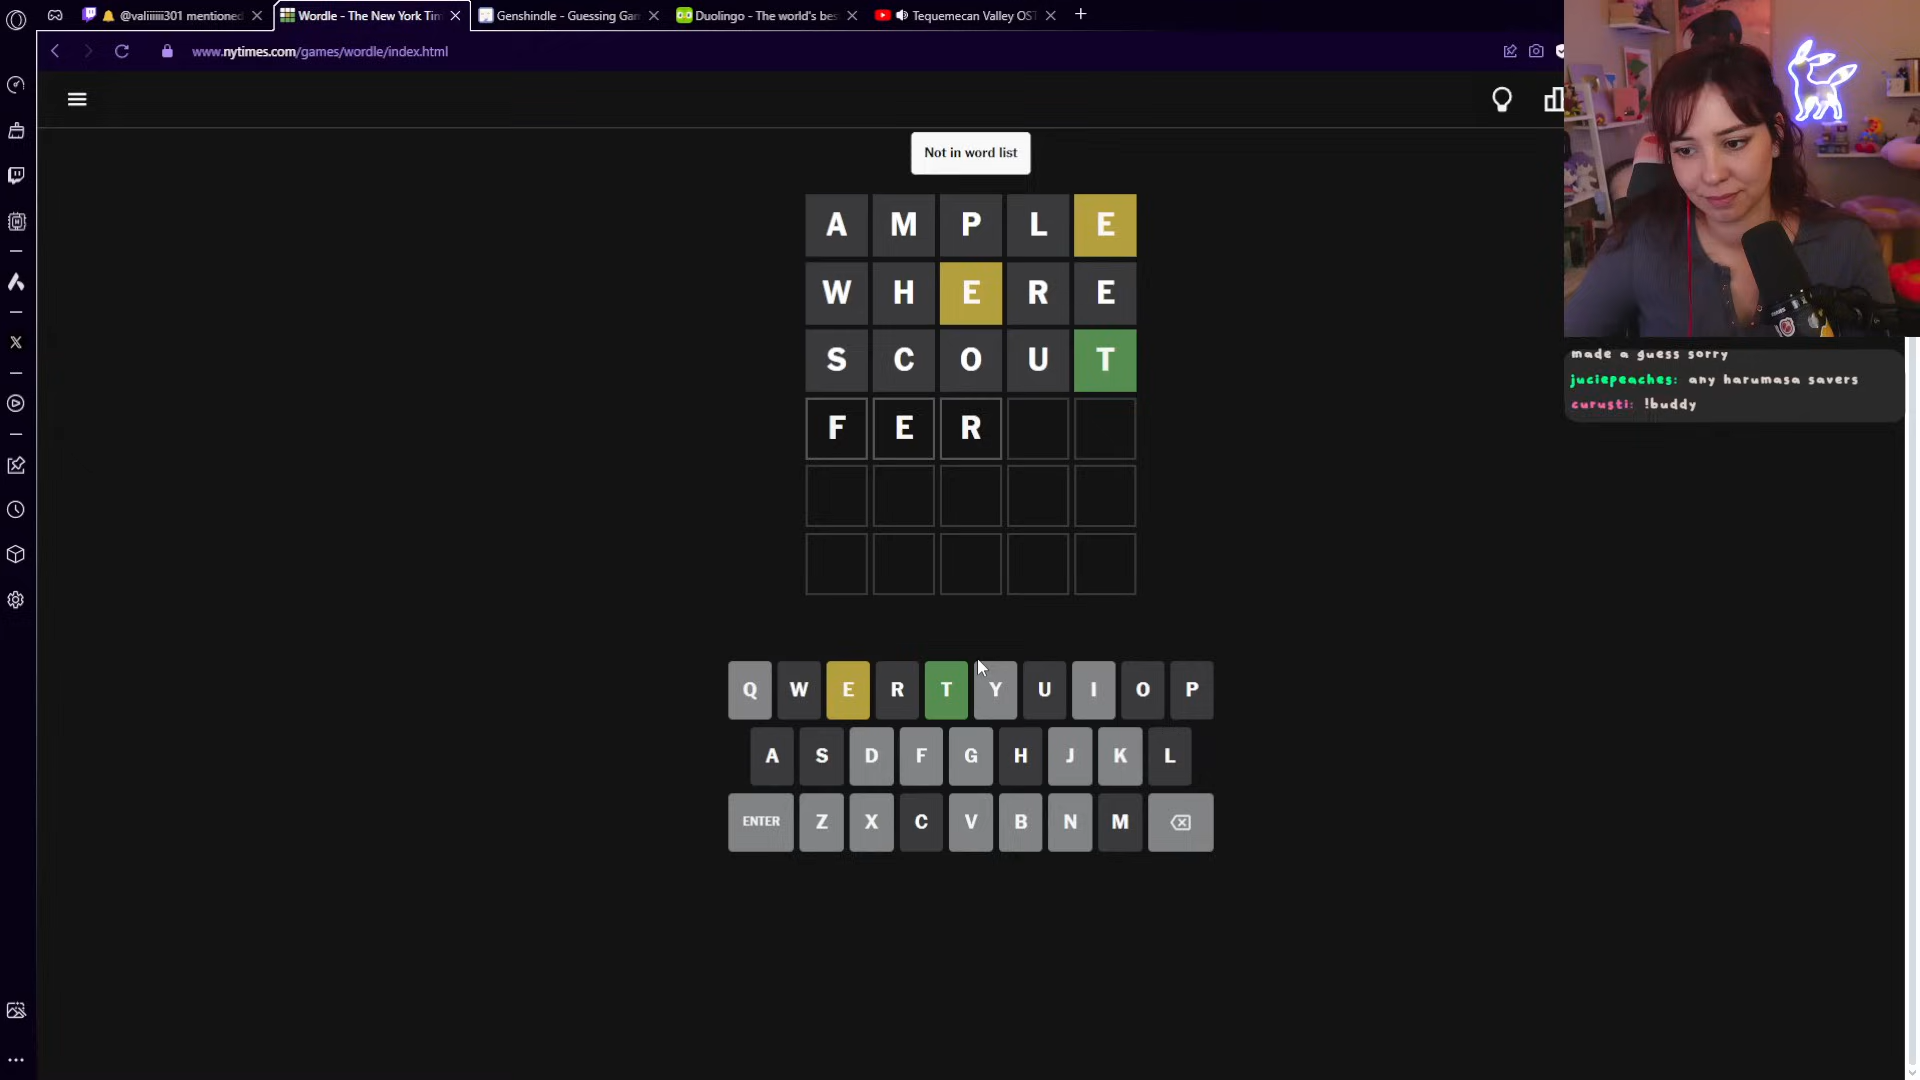 @valiiiiii301 mentioned
Wordle - The New York Tim
Genshindle - Guessing Gam
Duolingo - The world's bes
Tequemecan Valley OST
www.nytimes.com/games/wordle/index.html
Not in word list
A M P L E
W H E R E
S C O U T
F E R
Q W E R T Y U I O P
A S D F G H J K L
ENTER Z X C V B N M
made a guess sorry
juciepeaches: any harumasa savers
curusti: !buddy